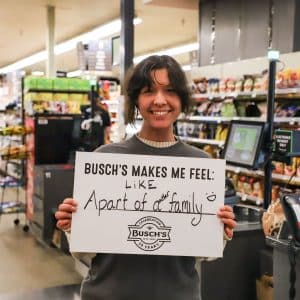 BUSCH'S MAKES ME FEEL:
LiKE
Apart of a family
BUSCH'S